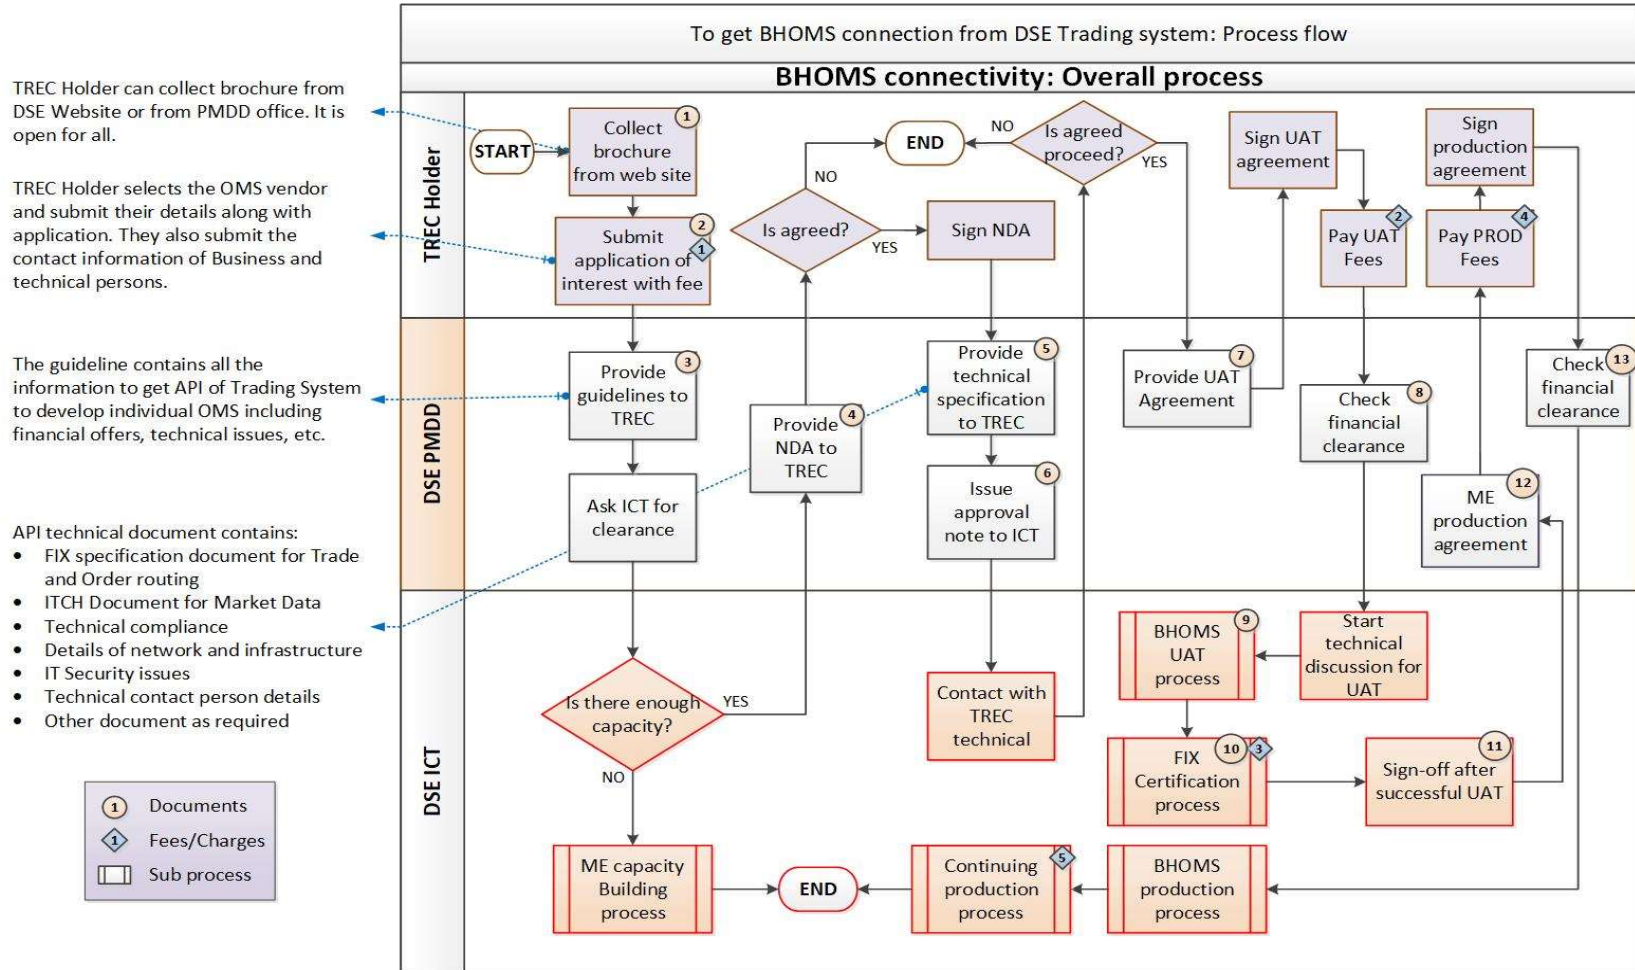 To get BHOMS connection from DSE Trading system: Process flow
BHOMS connectivity: Overall process
TREC Holder can collect brochure from
DSE Website or from PMDD office. It is
open for all.
TREC Holder selects the OMS vendor
and submit their details along with
application. They also submit the
contact information of Business and
technical persons.
The guideline contains all the
information to get API of Trading System
to develop individual OMS including
financial offers, technical issues, etc.
API technical document contains:
• FIX specification document for Trade
and Order routing
• ITCH Document for Market Data
• Technical compliance
• Details of network and infrastructure
• IT Security issues
• Technical contact person details
• Other document as required
1 Documents
1 Fees/Charges
Sub process
TREC Holder
START
1
Collect
brochure
from web site
2
1
Submit
application of
interest with fee
NO
Is agreed?
YES
END
NO
Is agreed
proceed?
YES
Sign NDA
Sign UAT
agreement
2
Pay UAT
Fees
Sign
production
agreement
4
Pay PROD
Fees
DSE PMDD
3
Provide
guidelines to
TREC
Ask ICT for
clearance
4
Provide
NDA to
TREC
5
Provide
technical
specification
to TREC
6
Issue
approval
note to ICT
7
Provide UAT
Agreement
8
Check
financial
clearance
12
ME
production
agreement
13
Check
financial
clearance
DSE ICT
Is there enough
capacity?
YES
NO
ME capacity
Building
process
END
Contact with
TREC
technical
5
Continuing
production
process
9
BHOMS
UAT
process
Start
technical
discussion for
UAT
10
3
FIX
Certification
process
11
Sign-off after
successful UAT
BHOMS
production
process